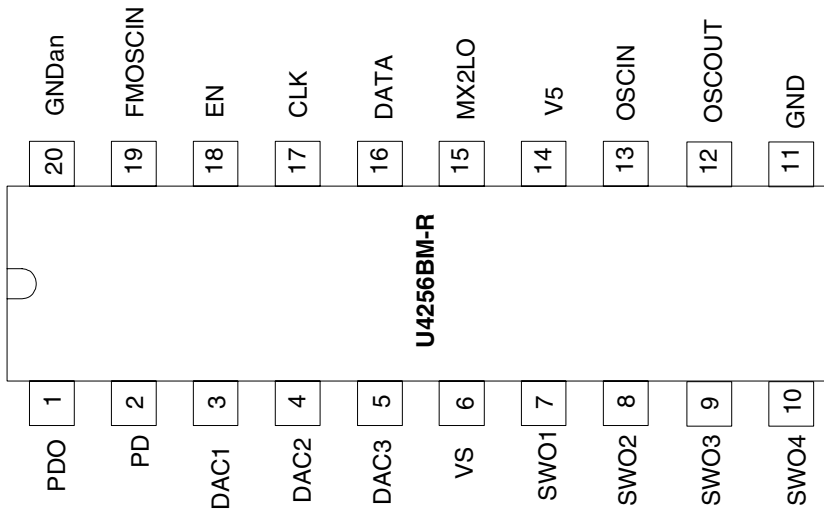 GNDan
FMOSCIN
EN
CLK
DATA
MX2LO
V5
OSCIN
OSCOUT
GND
20
19
18
17
16
15
14
13
12
11
U4256BM-R
1
2
3
4
5
6
7
8
9
10
PDO
PD
DAC1
DAC2
DAC3
VS
SWO1
SWO2
SWO3
SWO4